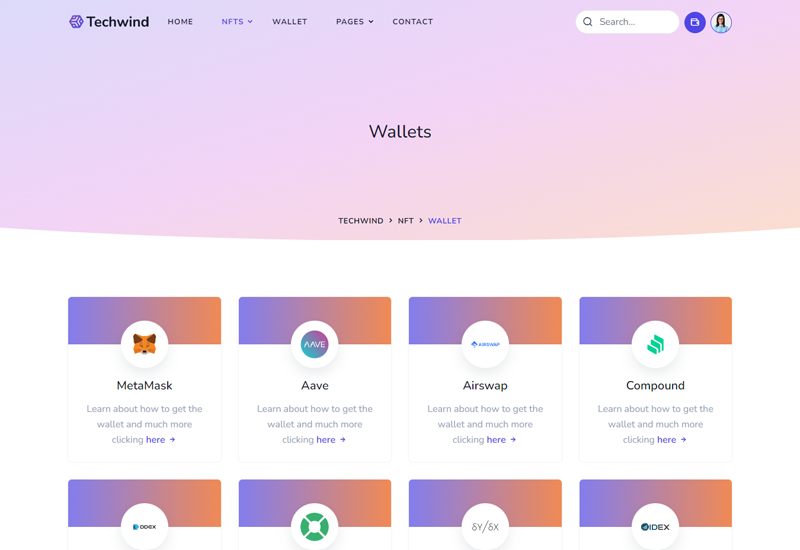 Techwind HOME NFTS WALLET PAGES CONTACT Search...
Wallets
TECHWIND > NFT > WALLET
AAVE AIRSWAP
MetaMask Aave Airswap Compound
Learn about how to get the Learn about how to get the Learn about how to get the Learn about how to get the
wallet and much more wallet and much more wallet and much more wallet and much more
clicking here → clicking here → clicking here → clicking here →
DDEX δY/δX IDEX